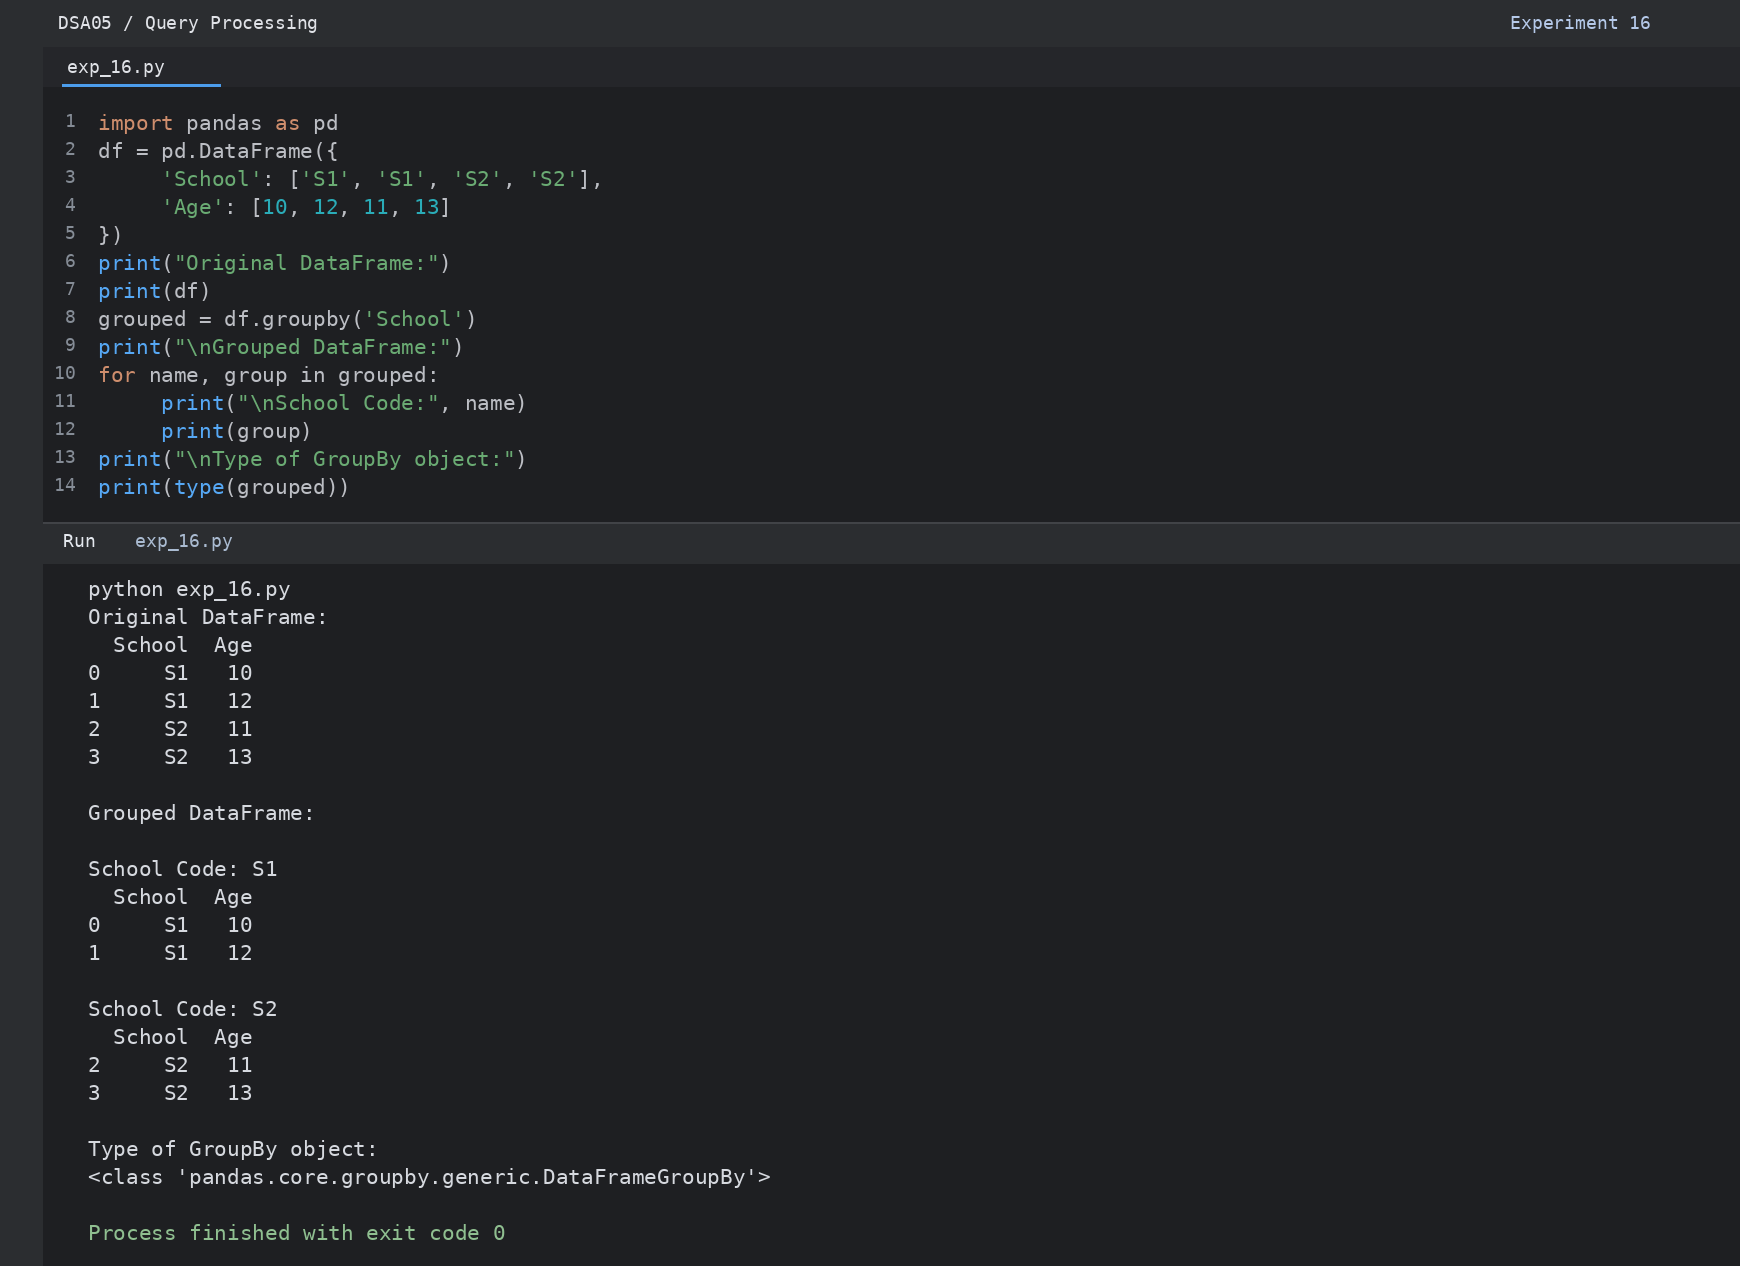 DSA05 / Query Processing
Experiment 16
exp_16.py
1 import pandas as pd
2 df = pd.DataFrame({
3      'School': ['S1', 'S1', 'S2', 'S2'],
4      'Age': [10, 12, 11, 13]
5 })
6 print("Original DataFrame:")
7 print(df)
8 grouped = df.groupby('School')
9 print("\nGrouped DataFrame:")
10 for name, group in grouped:
11      print("\nSchool Code:", name)
12      print(group)
13 print("\nType of GroupBy object:")
14 print(type(grouped))
Run exp_16.py
python exp_16.py
Original DataFrame:
  School  Age
0     S1   10
1     S1   12
2     S2   11
3     S2   13
Grouped DataFrame:
School Code: S1
  School  Age
0     S1   10
1     S1   12
School Code: S2
  School  Age
2     S2   11
3     S2   13
Type of GroupBy object:
<class 'pandas.core.groupby.generic.DataFrameGroupBy'>
Process finished with exit code 0